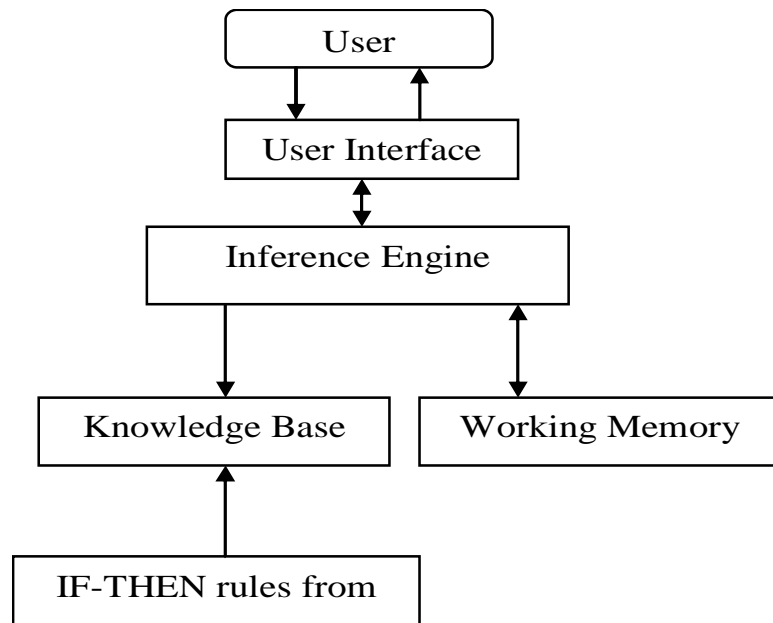 User
User Interface
Inference Engine
Knowledge Base
Working Memory
IF-THEN rules from